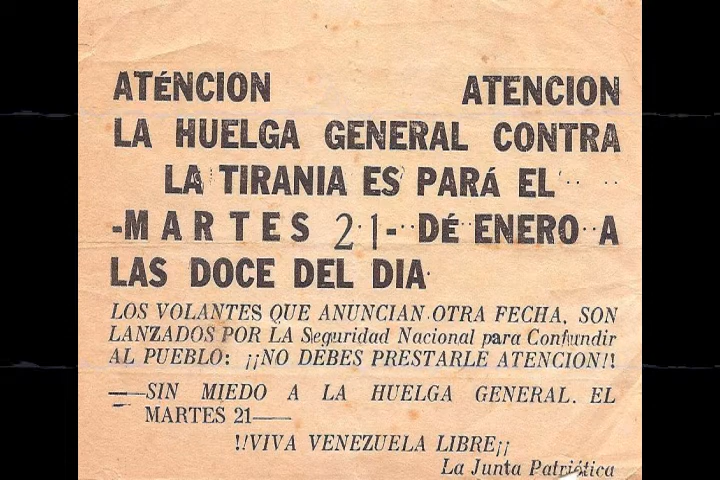 ATÉNCION ATENCION
LA HUELGA GENERAL CONTRA
LA TIRANIA ES PARÁ EL
-MARTES 21- DÉ ENERO A
LAS DOCE DEL DIA
LOS VOLANTES QUE ANUNCIAN OTRA FECHA, SON
LANZADOS POR LA Seguridad Nacional para Confundir
AL PUEBLO: ¡¡NO DEBES PRESTARLE ATENCION!!
—SIN MIEDO A LA HUELGA GENERAL. EL
MARTES 21—
!!VIVA VENEZUELA LIBRE¡¡
La Junta Patriótica